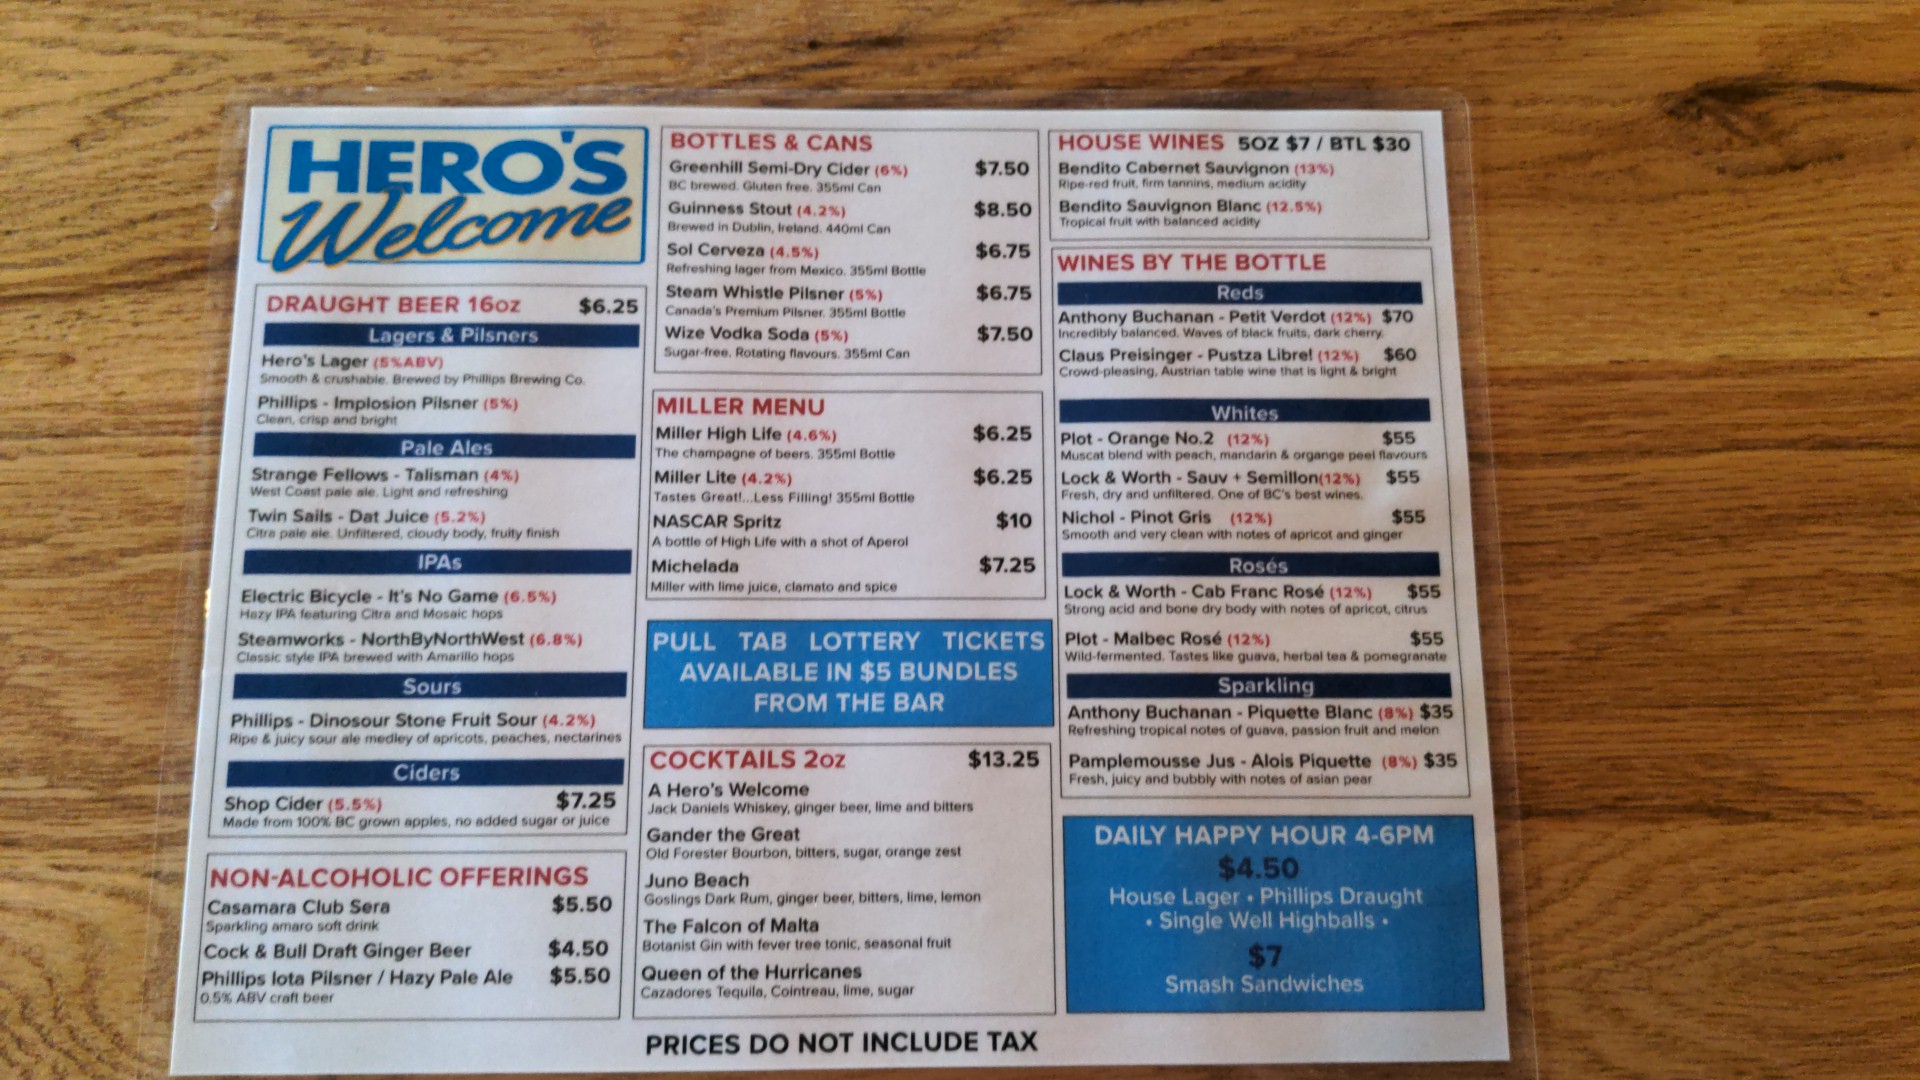 HERO'S
Welcome
DRAUGHT BEER 16oz $6.25
Lagers & Pilsners
Hero's Lager (5%ABV)
Smooth & crushable. Brewed by Phillips Brewing Co.
Phillips - Implosion Pilsner (5%)
Clean, crisp and bright
Pale Ales
Strange Fellows - Talisman (4%)
West Coast pale ale. Light and refreshing
Twin Sails - Dat Juice (5.2%)
Citra pale ale. Unfiltered, cloudy body, fruity finish
IPAs
Electric Bicycle - It's No Game (6.5%)
Hazy IPA featuring Citra and Mosaic hops
Steamworks - NorthByNorthWest (6.8%)
Classic style IPA brewed with Amarillo hops
Sours
Phillips - Dinosour Stone Fruit Sour (4.2%)
Ripe & juicy sour ale medley of apricots, peaches, nectarines
Ciders
Shop Cider (5.5%) $7.25
Made from 100% BC grown apples, no added sugar or juice
NON-ALCOHOLIC OFFERINGS
Casamara Club Sera $5.50
Sparkling amaro soft drink
Cock & Bull Draft Ginger Beer $4.50
Phillips Iota Pilsner / Hazy Pale Ale $5.50
0.5% ABV craft beer
BOTTLES & CANS
Greenhill Semi-Dry Cider (6%) $7.50
BC brewed. Gluten free. 355ml Can
Guinness Stout (4.2%) $8.50
Brewed in Dublin, Ireland. 440ml Can
Sol Cerveza (4.5%) $6.75
Refreshing lager from Mexico. 355ml Bottle
Steam Whistle Pilsner (5%) $6.75
Canada's Premium Pilsner. 355ml Bottle
Wize Vodka Soda (5%) $7.50
Sugar-free. Rotating flavours. 355ml Can
MILLER MENU
Miller High Life (4.6%) $6.25
The champagne of beers. 355ml Bottle
Miller Lite (4.2%) $6.25
Tastes Great!...Less Filling! 355ml Bottle
NASCAR Spritz $10
A bottle of High Life with a shot of Aperol
Michelada $7.25
Miller with lime juice, clamato and spice
PULL TAB LOTTERY TICKETS
AVAILABLE IN $5 BUNDLES
FROM THE BAR
COCKTAILS 2oz $13.25
A Hero's Welcome
Jack Daniels Whiskey, ginger beer, lime and bitters
Gander the Great
Old Forester Bourbon, bitters, sugar, orange zest
Juno Beach
Goslings Dark Rum, ginger beer, bitters, lime, lemon
The Falcon of Malta
Botanist Gin with fever tree tonic, seasonal fruit
Queen of the Hurricanes
Cazadores Tequila, Cointreau, lime, sugar
HOUSE WINES 5OZ $7 / BTL $30
Bendito Cabernet Sauvignon (13%)
Ripe-red fruit, firm tannins, medium acidity
Bendito Sauvignon Blanc (12.5%)
Tropical fruit with balanced acidity
WINES BY THE BOTTLE
Reds
Anthony Buchanan - Petit Verdot (12%) $70
Incredibly balanced. Waves of black fruits, dark cherry.
Claus Preisinger - Pustza Libre! (12%) $60
Crowd-pleasing, Austrian table wine that is light & bright
Whites
Plot - Orange No.2 (12%) $55
Muscat blend with peach, mandarin & organge peel flavours
Lock & Worth - Sauv + Semillon(12%) $55
Fresh, dry and unfiltered. One of BC's best wines.
Nichol - Pinot Gris (12%) $55
Smooth and very clean with notes of apricot and ginger
Rosés
Lock & Worth - Cab Franc Rosé (12%) $55
Strong acid and bone dry body with notes of apricot, citrus
Plot - Malbec Rosé (12%) $55
Wild-fermented. Tastes like guava, herbal tea & pomegranate
Sparkling
Anthony Buchanan - Piquette Blanc (8%) $35
Refreshing tropical notes of guava, passion fruit and melon
Pamplemousse Jus - Alois Piquette (8%) $35
Fresh, juicy and bubbly with notes of asian pear
DAILY HAPPY HOUR 4-6PM
$4.50
House Lager • Phillips Draught
• Single Well Highballs •
$7
Smash Sandwiches
PRICES DO NOT INCLUDE TAX